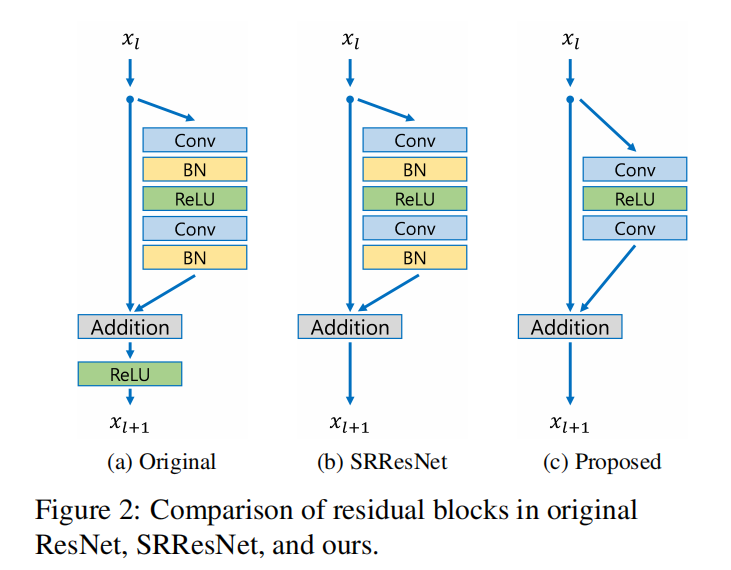 x_l
Conv
BN
ReLU
Conv
BN
Addition
ReLU
x_{l+1}
(a) Original
x_l
Conv
BN
ReLU
Conv
BN
Addition
x_{l+1}
(b) SRResNet
x_l
Conv
ReLU
Conv
Addition
x_{l+1}
(c) Proposed
Figure 2: Comparison of residual blocks in original
ResNet, SRResNet, and ours.